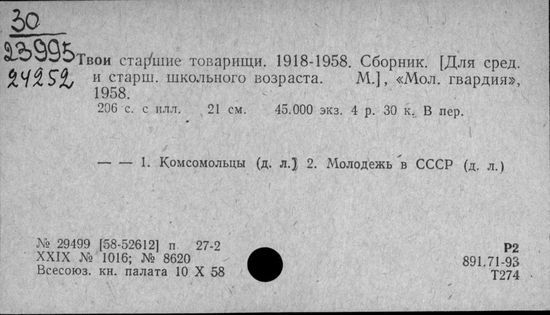 30
23995
24252
Твои старшие товарищи. 1918-1958. Сборник. [Для сред.
и старш. школьного возраста. М.], «Мол. гвардия»,
1958.
206 с. с илл. 21 см. 45.000 экз. 4 р. 30 к. В пер.
— — 1. Комсомольцы (д. л.) 2. Молодежь в СССР (д. л.)
№ 29499 [58-52612] п 27-2
XXIX № 1016; № 8620
Всесоюз. кн. палата 10 X 58
Р2
891.71-93
Т274